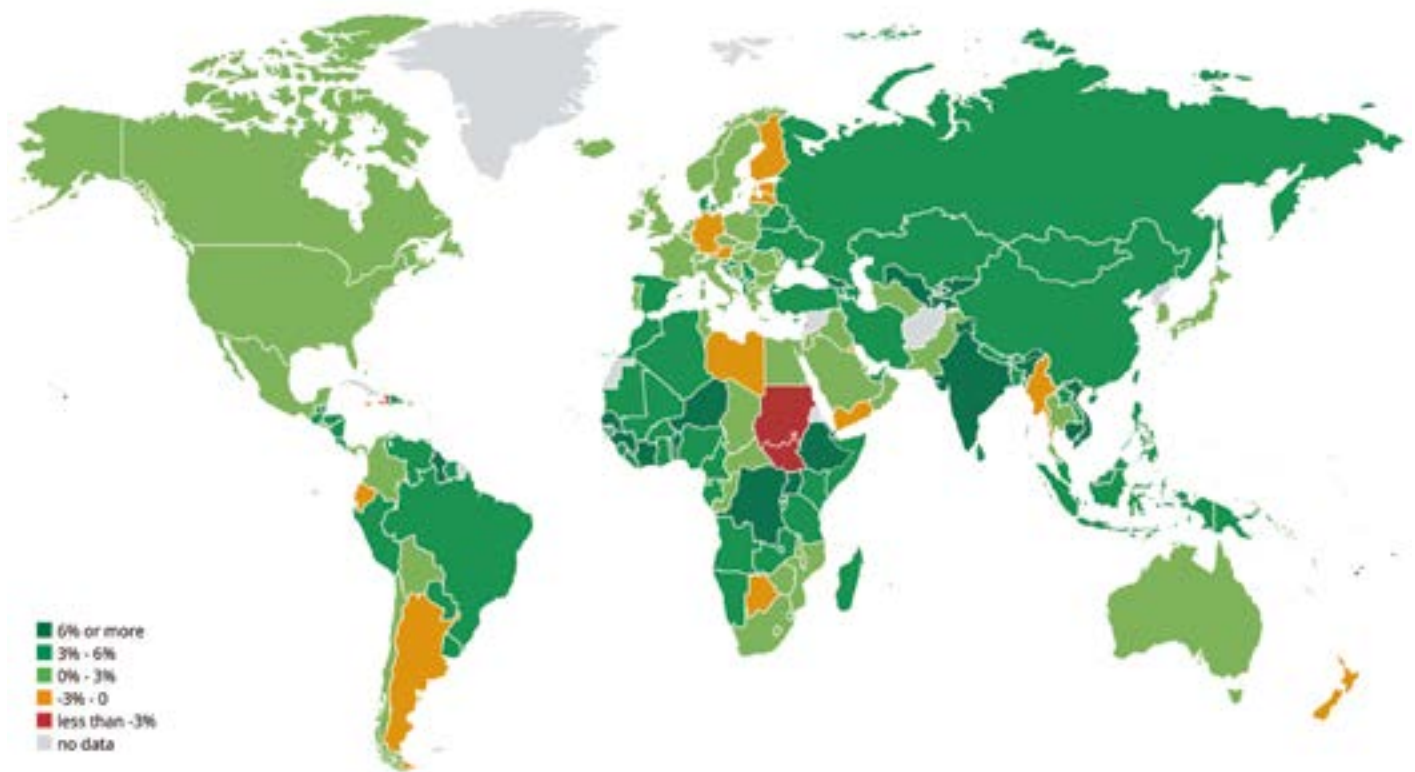 6% or more
3% - 6%
0% - 3%
-3% - 0
less than -3%
no data